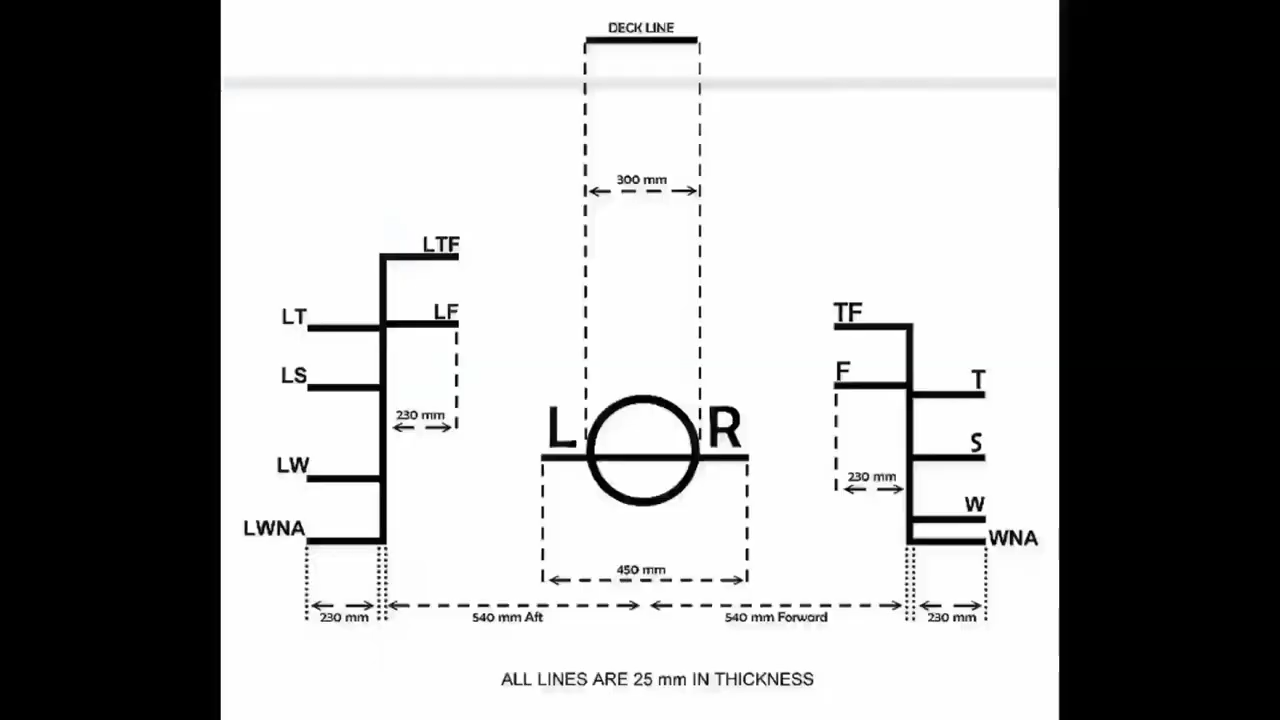 DECK LINE
300 mm
LTF
LT
LF
TF
LS
F
T
230 mm
L
R
S
LW
230 mm
W
LWNA
WNA
450 mm
230 mm
540 mm Aft
540 mm Forward
230 mm
ALL LINES ARE 25 mm IN THICKNESS